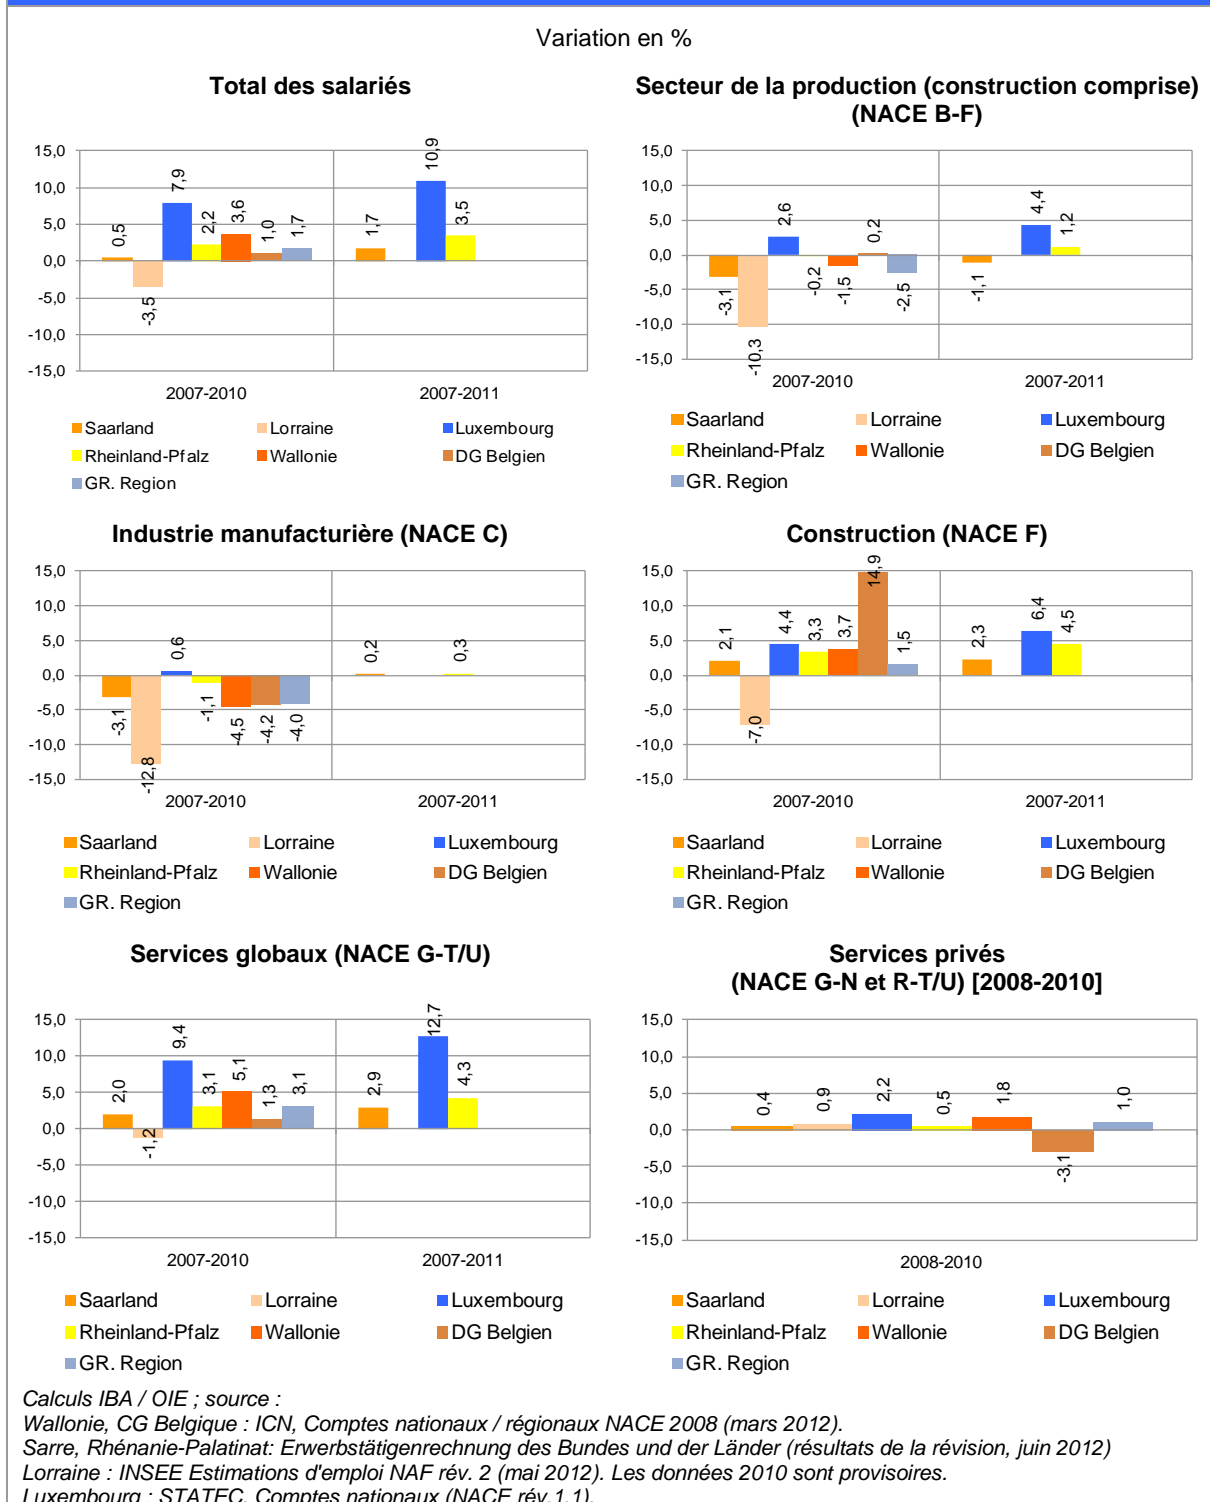 Variation en %
Total des salariés
15,0
10,0
5,0
0,0
-5,0
-10,0
-15,0
0,5
-3,5
7,9
2,2
3,6
1,0
1,7
1,7
10,9
3,5
2007-2010
2007-2011
Saarland
Lorraine
Luxembourg
Rheinland-Pfalz
Wallonie
DG Belgien
GR. Region
Secteur de la production (construction comprise)
(NACE B-F)
15,0
10,0
5,0
0,0
-5,0
-10,0
-15,0
-3,1
-10,3
2,6
-0,2
-1,5
0,2
-2,5
-1,1
4,4
1,2
2007-2010
2007-2011
Saarland
Lorraine
Luxembourg
Rheinland-Pfalz
Wallonie
DG Belgien
GR. Region
Industrie manufacturière (NACE C)
15,0
10,0
5,0
0,0
-5,0
-10,0
-15,0
-3,1
-12,8
0,6
-1,1
-4,5
-4,2
-4,0
0,2
0,3
2007-2010
2007-2011
Saarland
Lorraine
Luxembourg
Rheinland-Pfalz
Wallonie
DG Belgien
GR. Region
Construction (NACE F)
15,0
10,0
5,0
0,0
-5,0
-10,0
-15,0
2,1
-7,0
4,4
3,3
3,7
14,9
1,5
2,3
6,4
4,5
2007-2010
2007-2011
Saarland
Lorraine
Luxembourg
Rheinland-Pfalz
Wallonie
DG Belgien
GR. Region
Services globaux (NACE G-T/U)
15,0
10,0
5,0
0,0
-5,0
-10,0
-15,0
2,0
-1,2
9,4
3,1
5,1
1,3
3,1
2,9
12,7
4,3
2007-2010
2007-2011
Saarland
Lorraine
Luxembourg
Rheinland-Pfalz
Wallonie
DG Belgien
GR. Region
Services privés
(NACE G-N et R-T/U) [2008-2010]
15,0
10,0
5,0
0,0
-5,0
-10,0
-15,0
0,4
0,9
2,2
0,5
1,8
-3,1
1,0
2008-2010
Saarland
Lorraine
Luxembourg
Rheinland-Pfalz
Wallonie
DG Belgien
GR. Region
Calculs IBA / OIE ; source :
Wallonie, CG Belgique : ICN, Comptes nationaux / régionaux NACE 2008 (mars 2012).
Sarre, Rhénanie-Palatinat: Erwerbstätigenrechnung des Bundes und der Länder (résultats de la révision, juin 2012)
Lorraine : INSEE Estimations d'emploi NAF rév. 2 (mai 2012). Les données 2010 sont provisoires.
Luxembourg : STATEC, Comptes nationaux (NACE rév.1.1).